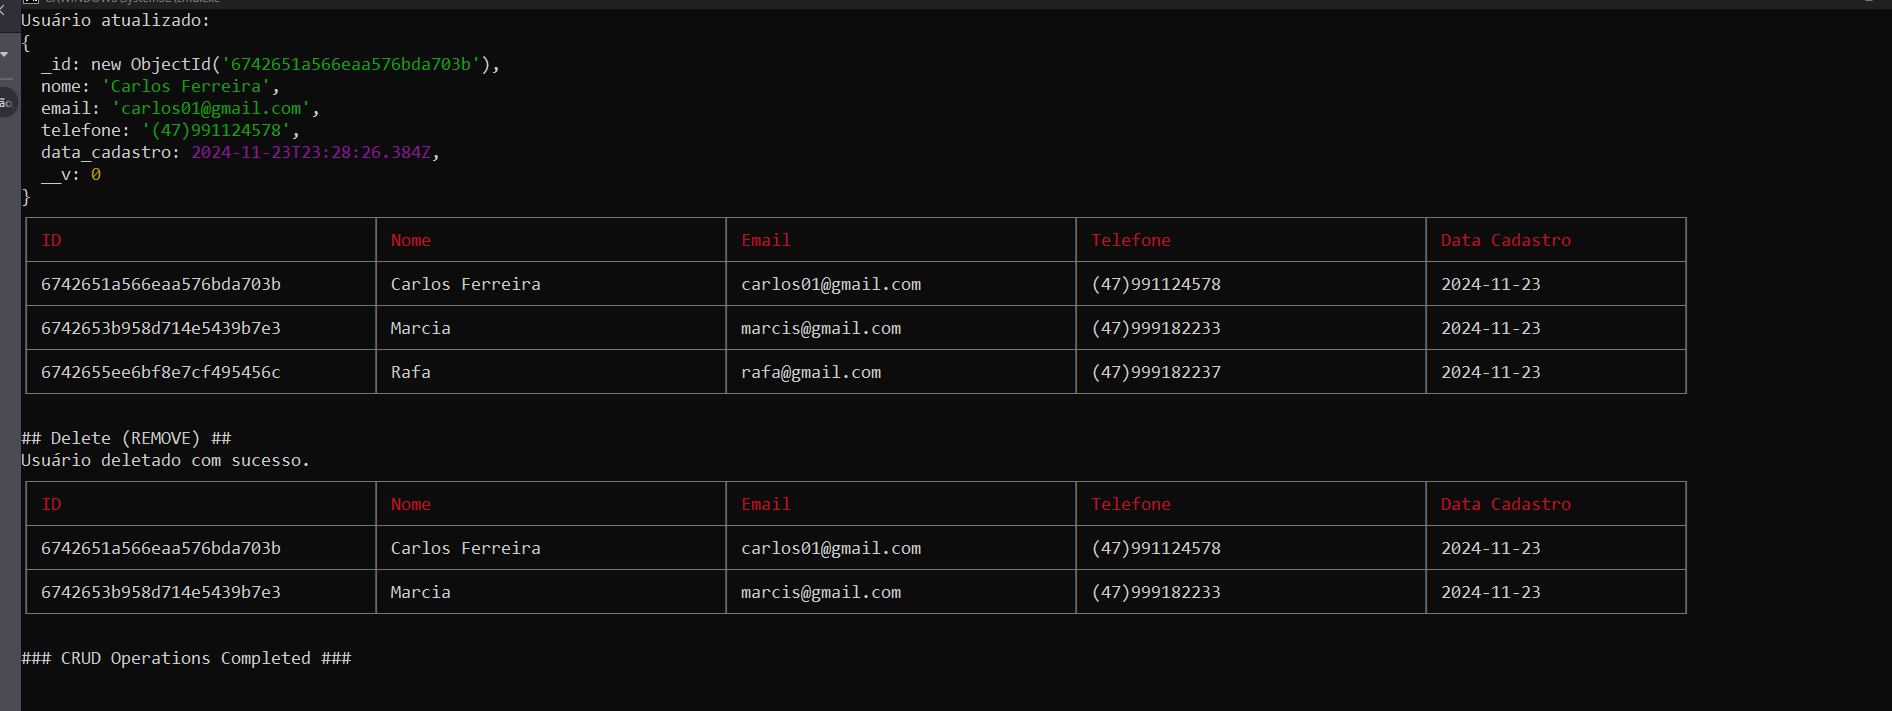 Usuário atualizado:
{
_id: new ObjectId('6742651a566eaa576bda703b'),
nome: 'Carlos Ferreira',
email: 'carlos01@gmail.com',
telefone: '(47)991124578',
data_cadastro: 2024-11-23T23:28:26.384Z,
__v: 0
}
ID Nome Email Telefone Data Cadastro
6742651a566eaa576bda703b Carlos Ferreira carlos01@gmail.com (47)991124578 2024-11-23
6742653b958d714e5439b7e3 Marcia marcis@gmail.com (47)999182233 2024-11-23
6742655ee6bf8e7cf495456c Rafa rafa@gmail.com (47)999182237 2024-11-23
## Delete (REMOVE) ##
Usuário deletado com sucesso.
ID Nome Email Telefone Data Cadastro
6742651a566eaa576bda703b Carlos Ferreira carlos01@gmail.com (47)991124578 2024-11-23
6742653b958d714e5439b7e3 Marcia marcis@gmail.com (47)999182233 2024-11-23
### CRUD Operations Completed ###